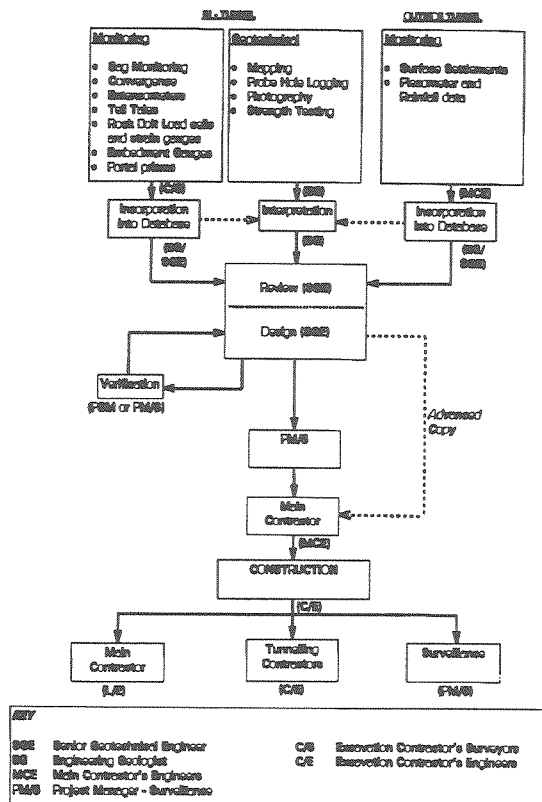 IN - TUNNEL
OUTSIDE TUNNEL
Monitoring
• Sag Monitoring
• Convergence
• Extensometers
• Tell Tales
• Rock Bolt Load cells
and strain gauges
• Embedment Gauges
• Portal prisms
Geotechnical
• Mapping
• Probe Hole Logging
• Photography
• Strength Testing
Monitoring
• Surface Settlements
• Piezometer and
Rainfall data
(C/S)
(EG)
(MCE)
Incorporation
into Database
Interpretation
Incorporation
into Database
(EG/
SGE)
(EG)
(EG/
SGE)
Review (SGE)
Design (SGE)
Verification
(PSM or PM/S)
Advanced
Copy
PM/S
Main
Contractor
(MCE)
CONSTRUCTION
(C/E)
Main
Contractor
Tunnelling
Contractors
Surveillance
(C/E)
(PM/S)
KEY
SGE Senior Geotechnical Engineer
EG Engineering Geologist
MCE Main Contractor's Engineers
PM/S Project Manager - Surveillance
C/S Excavation Contractor's Surveyors
C/E Excavation Contractor's Engineers